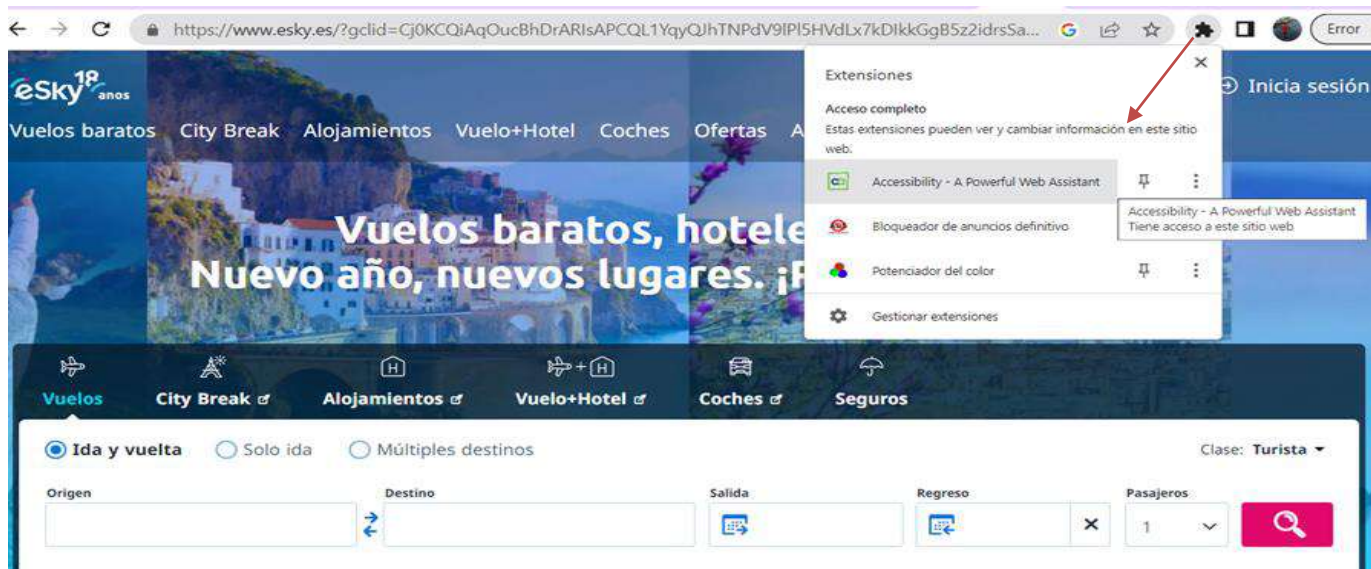 https://www.esky.es/?gclid=Cj0KCQiAqOucBhDrARIsAPCQL1YqyQJhTNPdV9IPl5HVdLx7kDIkkGgB5z2idrsSa...
Error
eSky 18 anos
Inicia sesión
Vuelos baratos City Break Alojamientos Vuelo+Hotel Coches Ofertas A
Extensiones
Acceso completo
Estas extensiones pueden ver y cambiar información en este sitio
web.
Accessibility - A Powerful Web Assistant
Bloqueador de anuncios definitivo
Potenciador del color
Gestionar extensiones
Accessibility - A Powerful Web Assistant
Tiene acceso a este sitio web
Vuelos baratos, hotele
Nuevo año, nuevos lugares. ¡P
Vuelos City Break Alojamientos Vuelo+Hotel Coches Seguros
Ida y vuelta Solo ida Múltiples destinos Clase: Turista
Origen Destino Salida Regreso Pasajeros
1